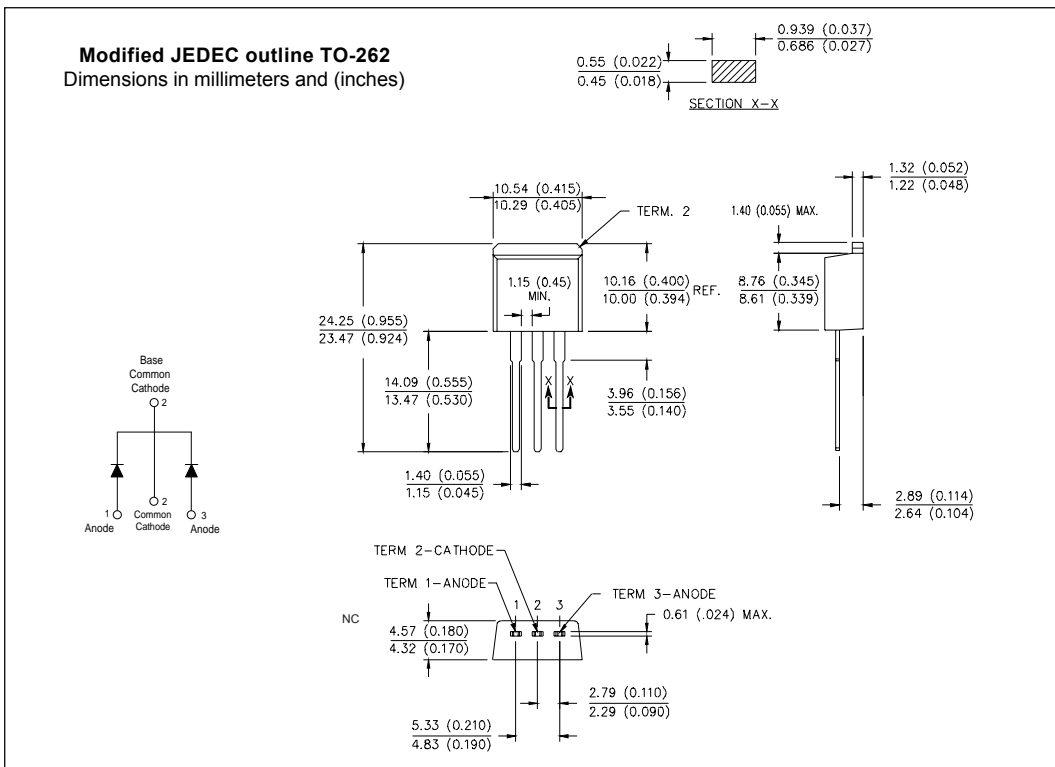 Modified JEDEC outline TO-262
Dimensions in millimeters and (inches)
0.939 (0.037)
0.686 (0.027)
0.55 (0.022)
0.45 (0.018)
SECTION X-X
10.54 (0.415)
10.29 (0.405)
TERM. 2
1.32 (0.052)
1.22 (0.048)
1.40 (0.055) MAX.
1.15 (0.45)
MIN.
10.16 (0.400)
10.00 (0.394)
REF.
8.76 (0.345)
8.61 (0.339)
24.25 (0.955)
23.47 (0.924)
14.09 (0.555)
13.47 (0.530)
X X
3.96 (0.156)
3.55 (0.140)
1.40 (0.055)
1.15 (0.045)
2.89 (0.114)
2.64 (0.104)
Base
Common
Cathode
2
1
2
3
Anode
Common
Cathode
Anode
TERM 2-CATHODE
TERM 1-ANODE
TERM 3-ANODE
1 2 3
0.61 (.024) MAX.
NC
4.57 (0.180)
4.32 (0.170)
2.79 (0.110)
2.29 (0.090)
5.33 (0.210)
4.83 (0.190)